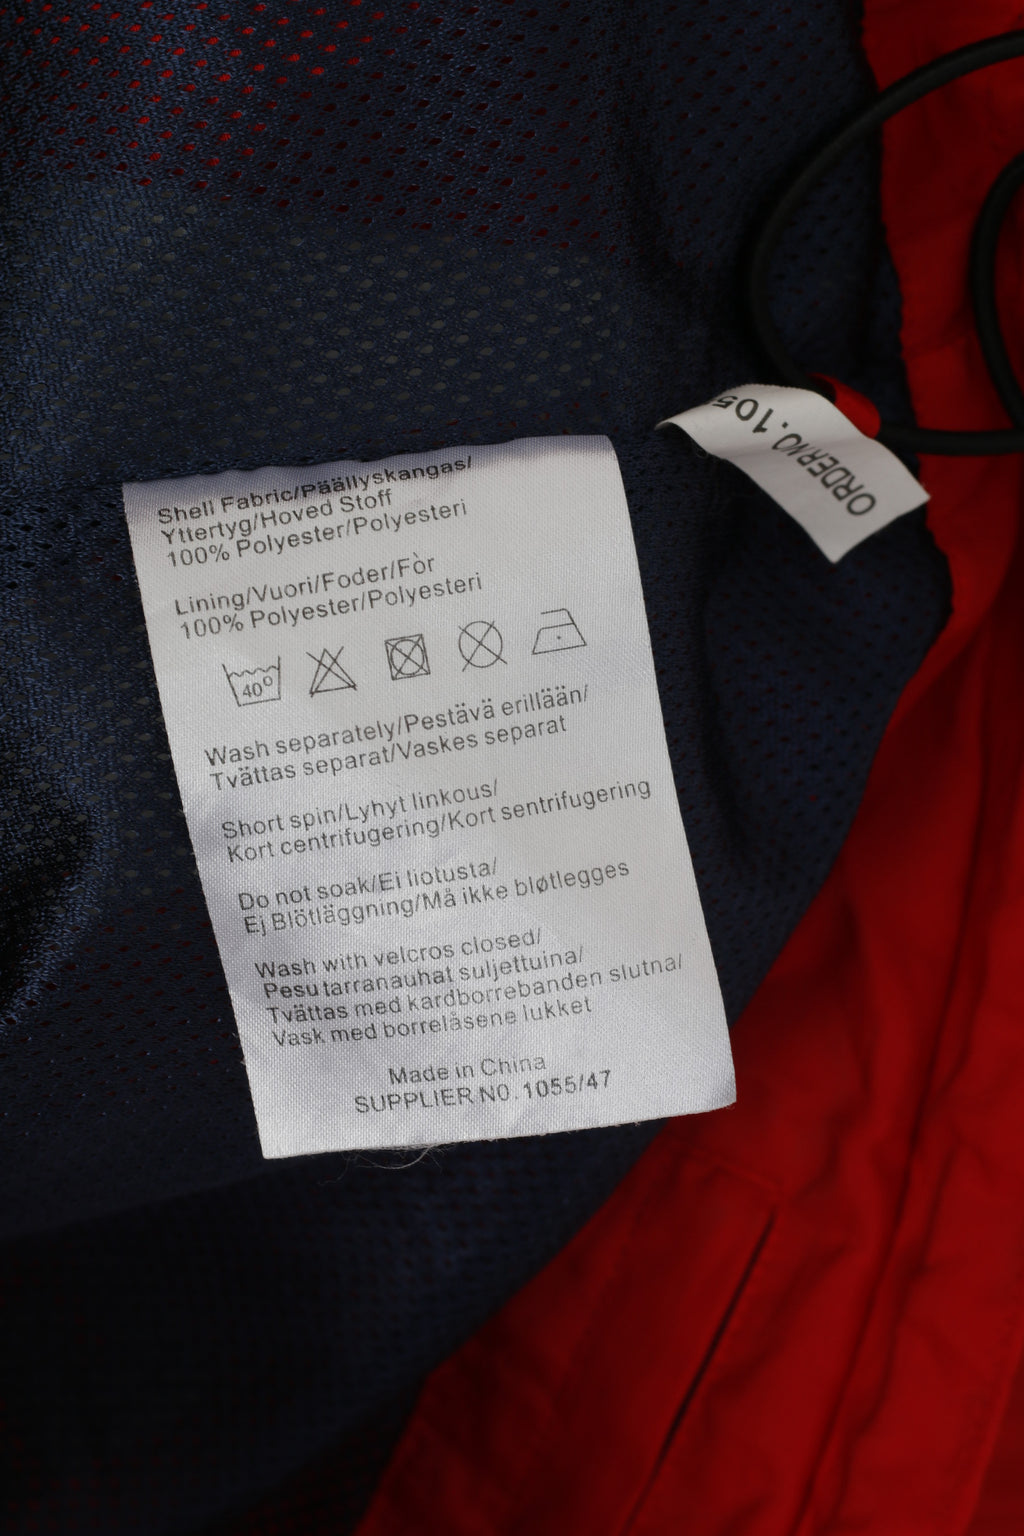 Shell Fabric/Päällyskangas/
Yttertyg/Hoved Stoff
100% Polyester/Polyesteri
Lining/Vuori/Foder/Fòr
100% Polyester/Polyesteri
40°
Wash separately/Pestävä erillään/
Tvättas separat/Vaskes separat
Short spin/Lyhyt linkous/
Kort centrifugering/Kort sentrifugering
Do not soak/Ei liotusta/
Ej Blötläggning/Må ikke bløtlegges
Wash with velcros closed/
Pesu tarranauhat suljettuina/
Tvättas med kardborrebanden slutna/
Vask med borrelåsene lukket
Made in China
SUPPLIER NO. 1055/47
ORDER NO. 105